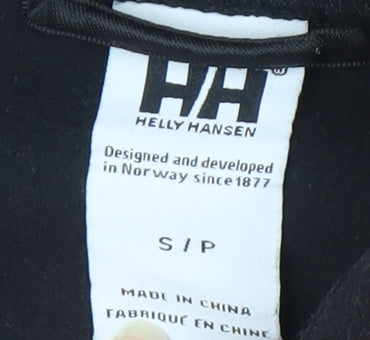 HH®
HELLY HANSEN
Designed and developed
in Norway since 1877
S / P
MADE IN CHINA
FABRIQUÉ EN CHINE